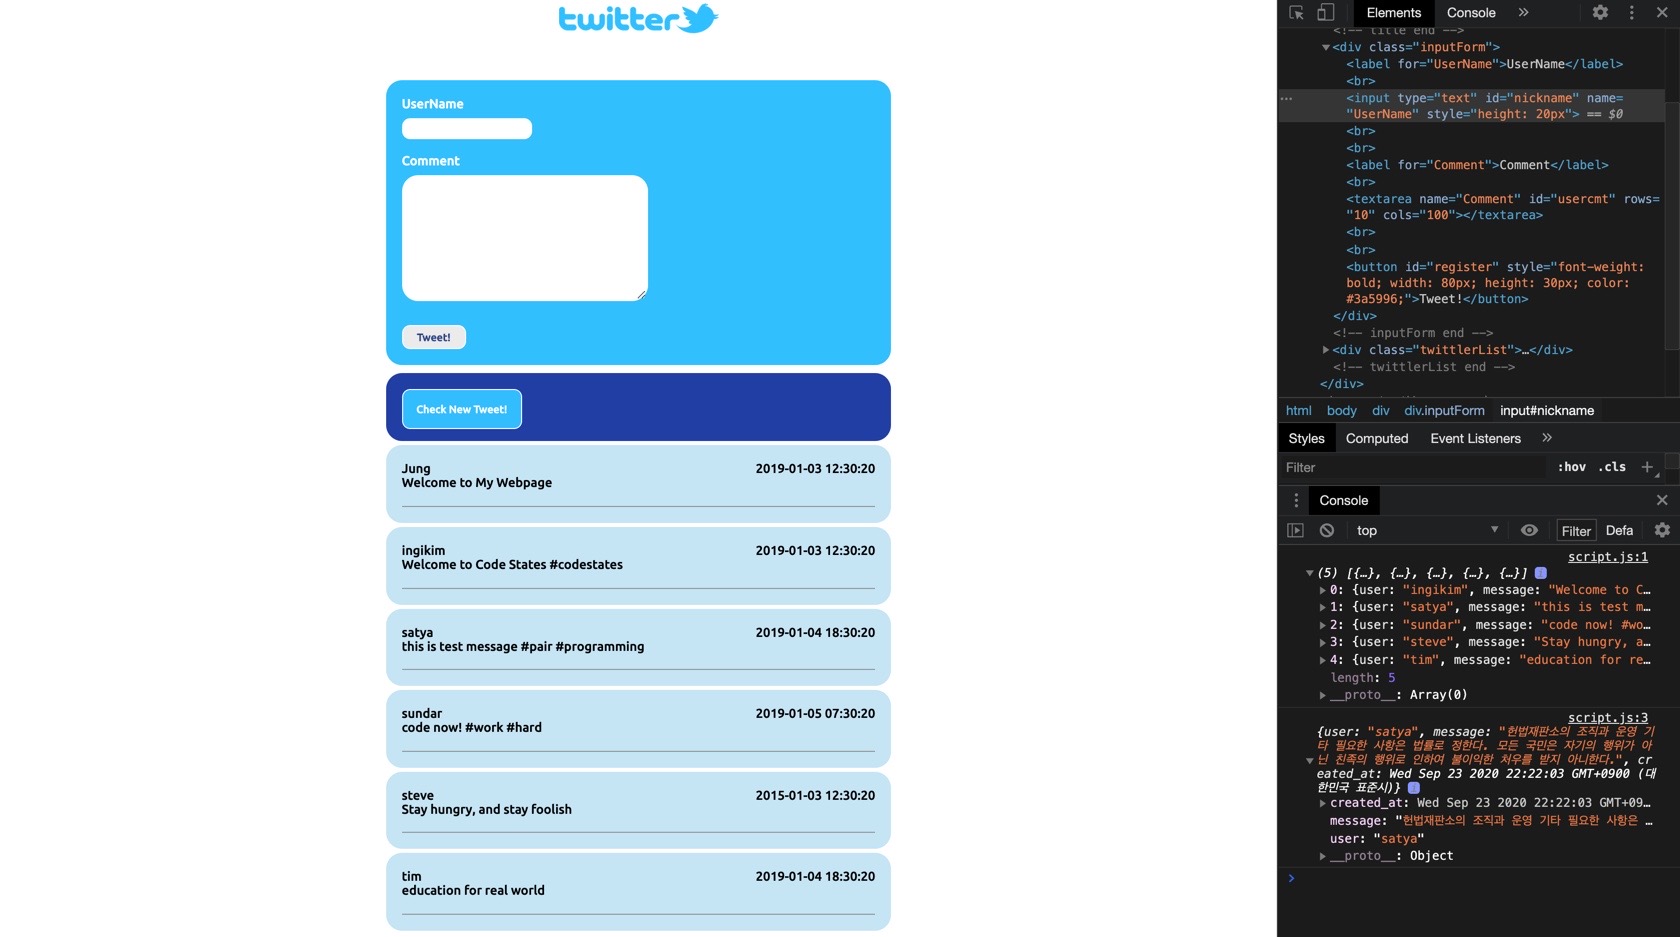 twitter
UserName
Comment
Tweet!
Check New Tweet!
Jung 2019-01-03 12:30:20
Welcome to My Webpage
ingikim 2019-01-03 12:30:20
Welcome to Code States #codestates
satya 2019-01-04 18:30:20
this is test message #pair #programming
sundar 2019-01-05 07:30:20
code now! #work #hard
steve 2015-01-03 12:30:20
Stay hungry, and stay foolish
tim 2019-01-04 18:30:20
education for real world
Elements Console »
<!-- title end -->
<div class="inputForm">
<label for="UserName">UserName</label>
<br>
<input type="text" id="nickname" name=
"UserName" style="height: 20px"> == $0
<br>
<br>
<label for="Comment">Comment</label>
<br>
<textarea name="Comment" id="usercmt" rows=
"10" cols="100"></textarea>
<br>
<br>
<button id="register" style="font-weight:
bold; width: 80px; height: 30px; color:
#3a5996;">Tweet!</button>
</div>
<!-- inputForm end -->
<div class="twittlerList">…</div>
<!-- twittlerList end -->
</div>
html body div div.inputForm input#nickname
Styles Computed Event Listeners »
Filter :hov .cls +
Console
top Filter Defa
script.js:1
(5) [{…}, {…}, {…}, {…}, {…}]
0: {user: "ingikim", message: "Welcome to C…
1: {user: "satya", message: "this is test m…
2: {user: "sundar", message: "code now! #wo…
3: {user: "steve", message: "Stay hungry, a…
4: {user: "tim", message: "education for re…
length: 5
__proto__: Array(0)
script.js:3
{user: "satya", message: "헌법재판소의 조직과 운영 기
타 필요한 사항은 법률로 정한다. 모든 국민은 자기의 행위가 아
닌 친족의 행위로 인하여 불이익한 처우를 받지 아니한다.", cr
eated_at: Wed Sep 23 2020 22:22:03 GMT+0900 (대
한민국 표준시)}
created_at: Wed Sep 23 2020 22:22:03 GMT+09…
message: "헌법재판소의 조직과 운영 기타 필요한 사항은 …
user: "satya"
__proto__: Object